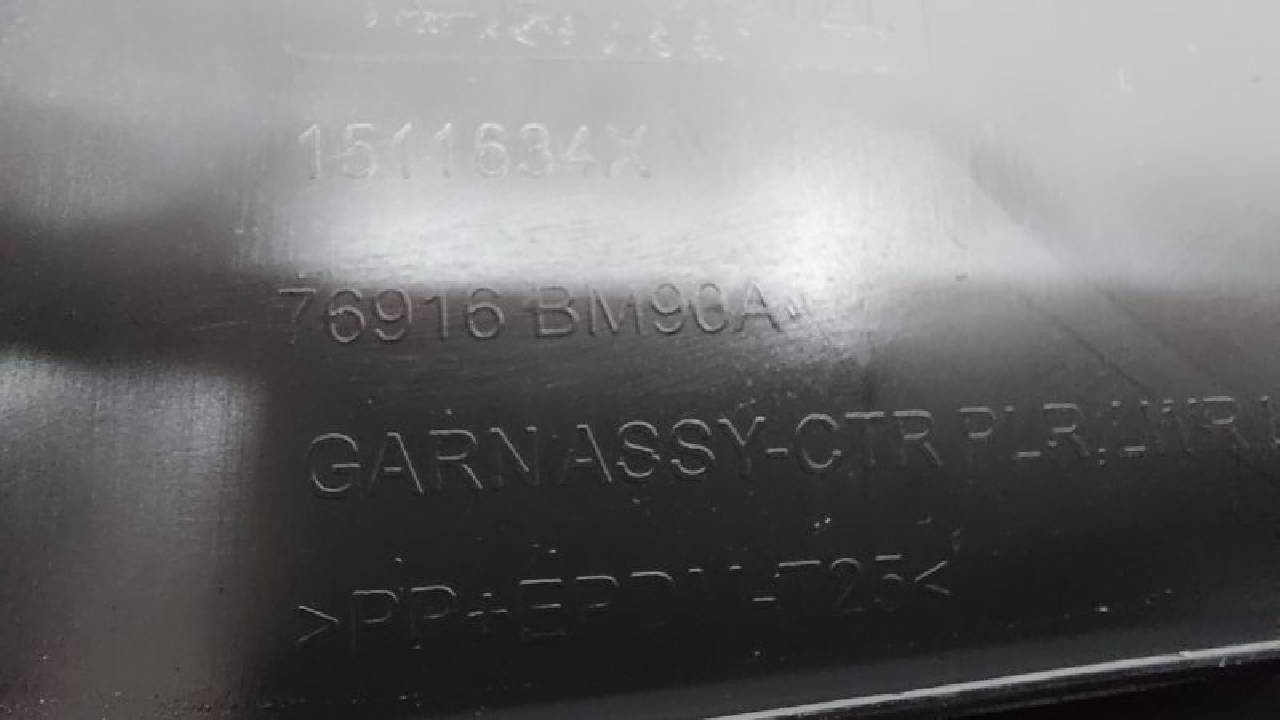 1511634X
76916 BM90A
GARN ASSY-CTR PLR, LWR
>PP+EPDM-T25<